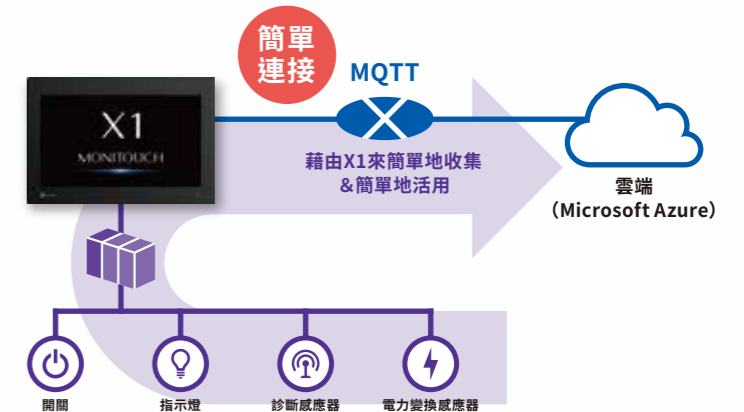 簡單
連接
MQTT
X1
MONITOUCH
藉由X1來簡單地收集
&簡單地活用
雲端
（Microsoft Azure）
開關
指示燈
診斷感應器
電力變換感應器